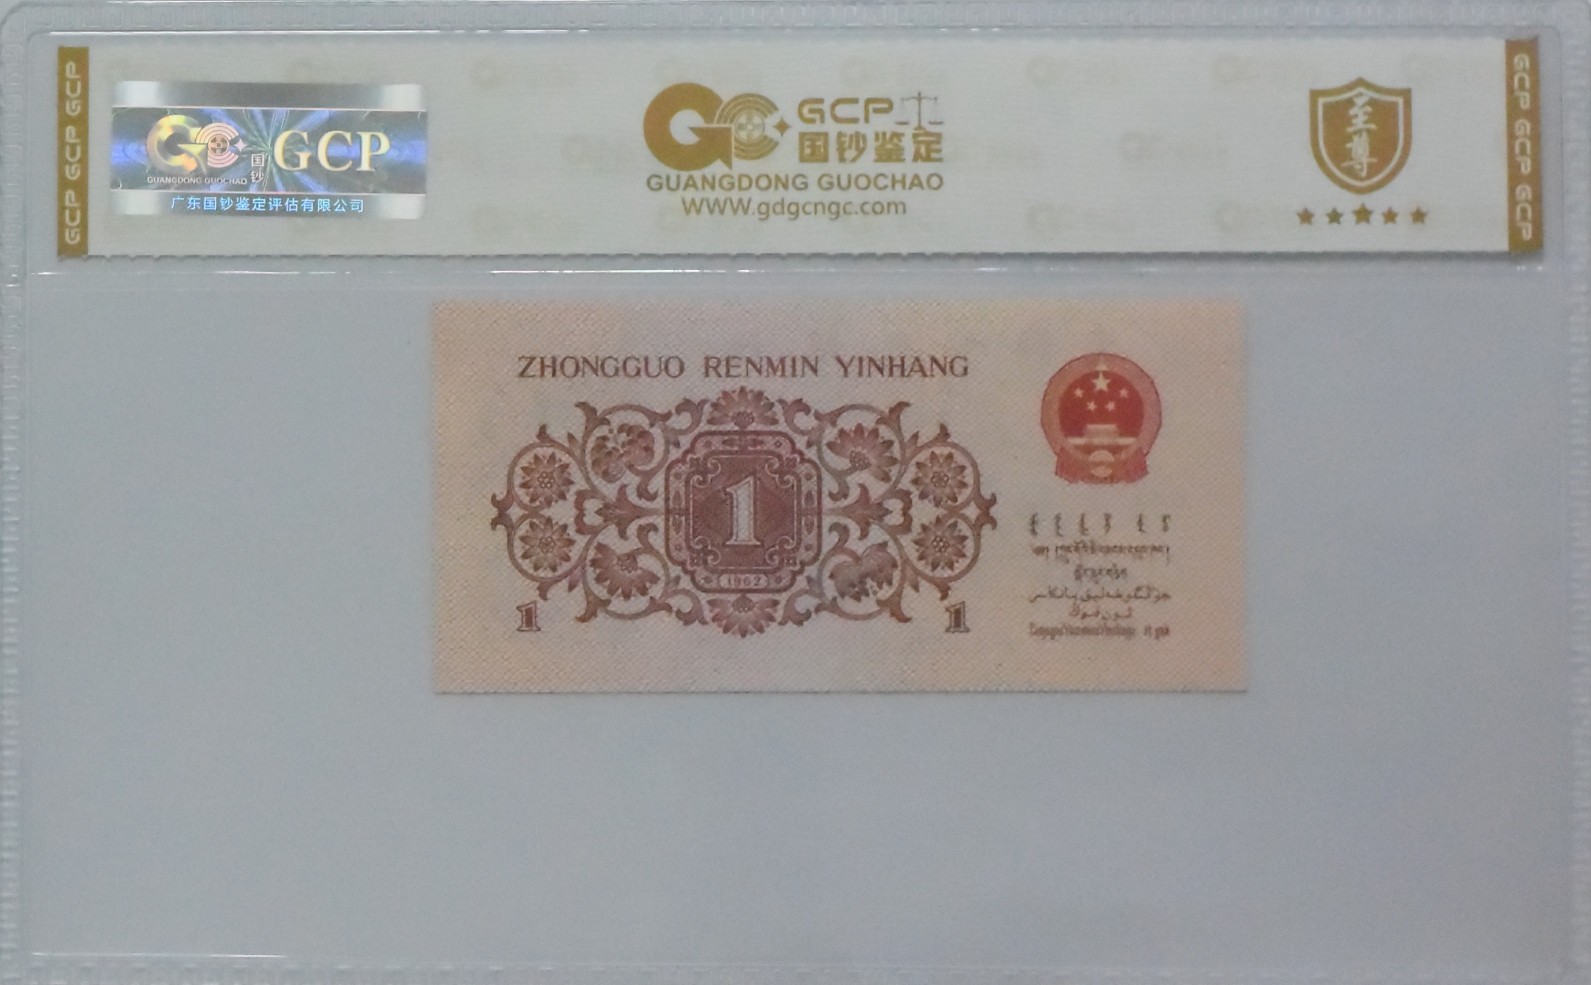 GCP GCP GCP
GCP
GUANGDONG GUOCHAO
国钞
广东国钞鉴定评估有限公司
GCP
国钞鉴定
GUANGDONG GUOCHAO
WWW.gdgcngc.com
至尊
GCP GCP GCP
ZHONGGUO RENMIN YINHANG
1
1962
1
1